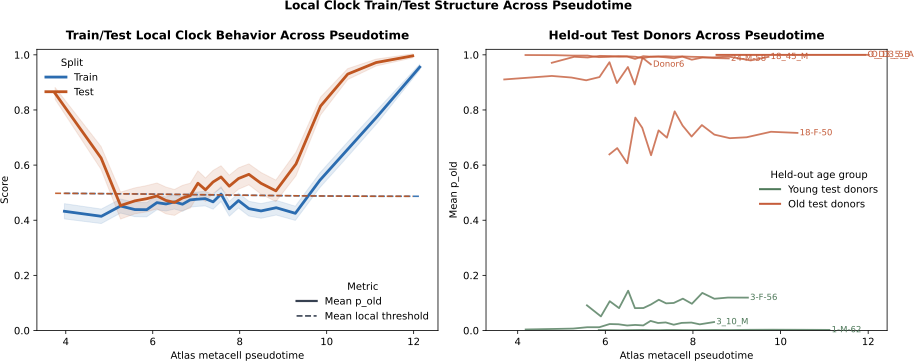 Local Clock Train/Test Structure Across Pseudotime
Train/Test Local Clock Behavior Across Pseudotime
Score
1.0
0.8
0.6
0.4
0.2
0.0
Split
Train
Test
Metric
Mean p_old
Mean local threshold
4
6
8
10
12
Atlas metacell pseudotime
Held-out Test Donors Across Pseudotime
Mean p_old
1.0
0.8
0.6
0.4
0.2
0.0
Donor6
18_45_M
18-F-50
Held-out age group
Young test donors
Old test donors
3-F-56
3_10_M
1-M-62
4
6
8
10
12
Atlas metacell pseudotime